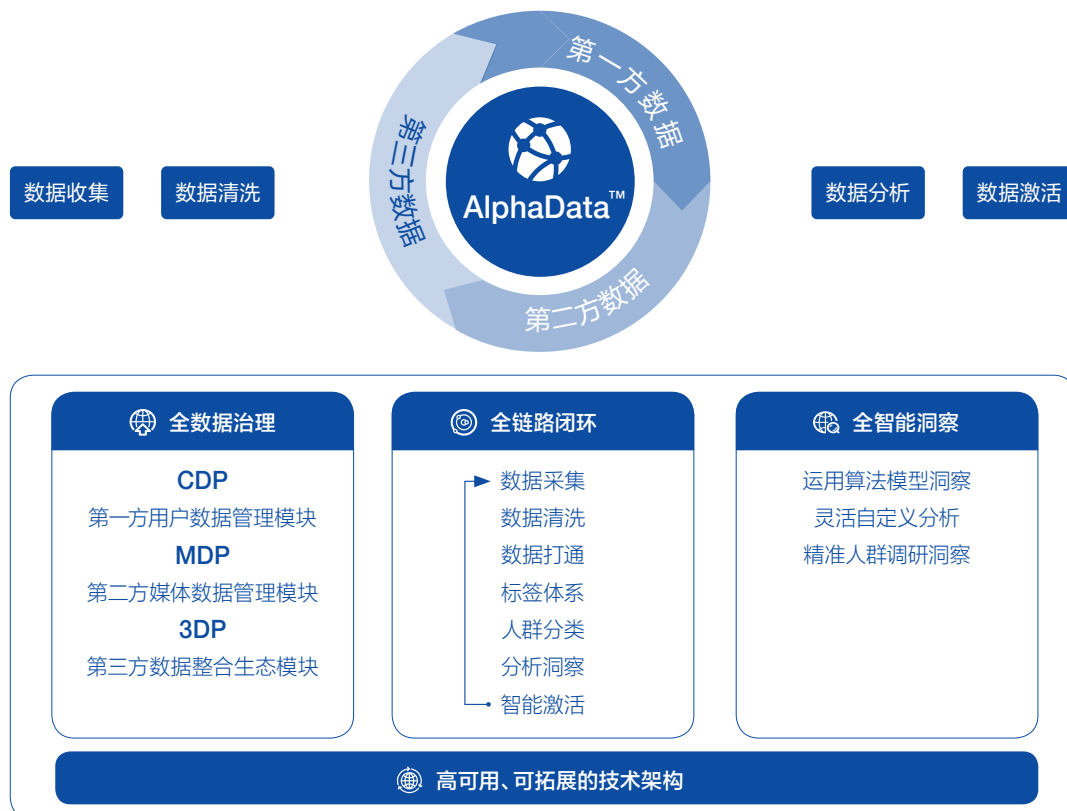 第一方数据
第三方数据
数据收集
数据清洗
AlphaData™
数据分析
数据激活
第二方数据
全数据治理
CDP
第一方用户数据管理模块
MDP
第二方媒体数据管理模块
3DP
第三方数据整合生态模块
全链路闭环
数据采集
数据清洗
数据打通
标签体系
人群分类
分析洞察
智能激活
全智能洞察
运用算法模型洞察
灵活自定义分析
精准人群调研洞察
高可用、可拓展的技术架构